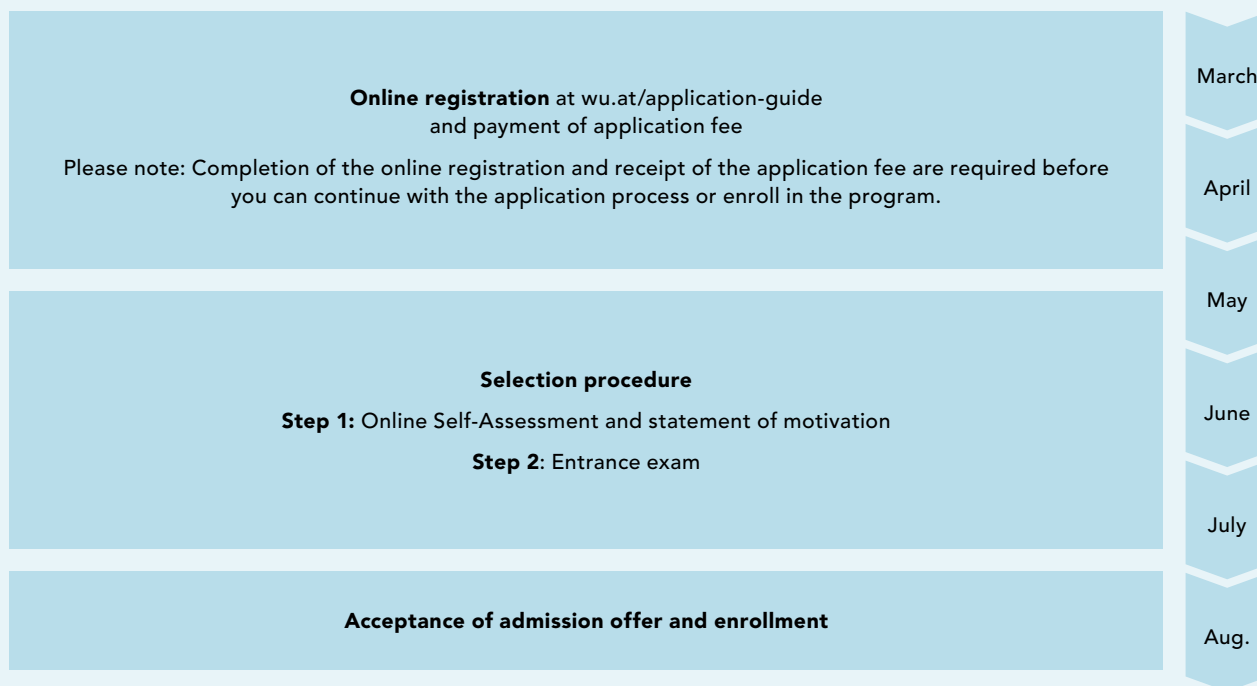 Online registration at wu.at/application-guide
and payment of application fee
Please note: Completion of the online registration and receipt of the application fee are required before
you can continue with the application process or enroll in the program.
Selection procedure
Step 1: Online Self-Assessment and statement of motivation
Step 2: Entrance exam
Acceptance of admission offer and enrollment
March
April
May
June
July
Aug.